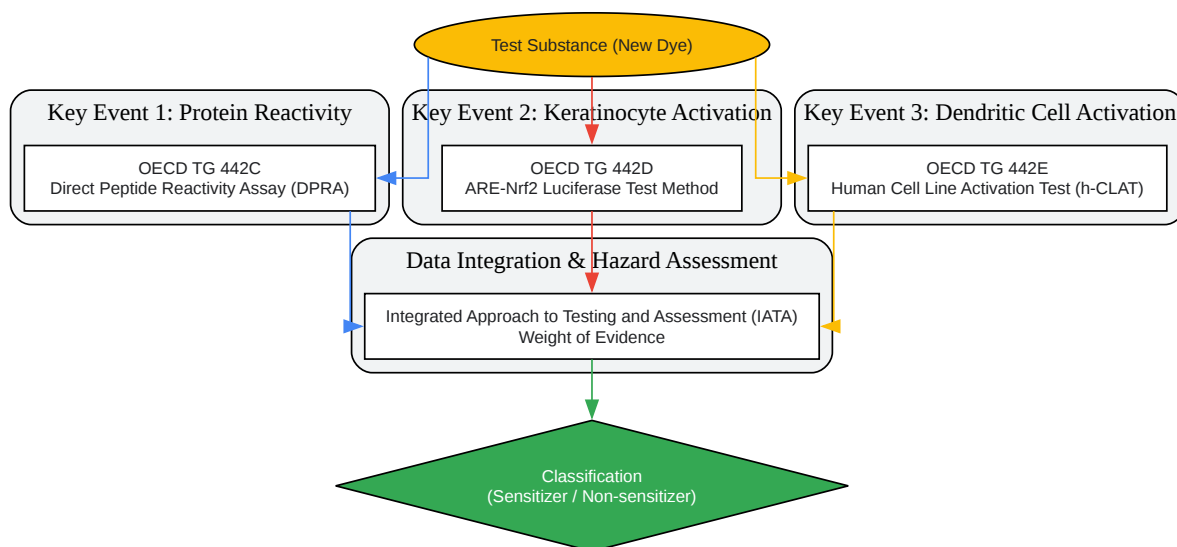 Test Substance (New Dye)
Key Event 1: Protein Reactivity
OECD TG 442C
Direct Peptide Reactivity Assay (DPRA)
Key Event 2: Keratinocyte Activation
OECD TG 442D
ARE-Nrf2 Luciferase Test Method
Key Event 3: Dendritic Cell Activation
OECD TG 442E
Human Cell Line Activation Test (h-CLAT)
Data Integration & Hazard Assessment
Integrated Approach to Testing and Assessment (IATA)
Weight of Evidence
Classification
(Sensitizer / Non-sensitizer)